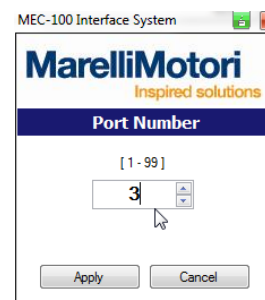 MEC-100 Interface System
MarelliMotori
Inspired solutions
Port Number
[ 1 - 99 ]
3
Apply Cancel